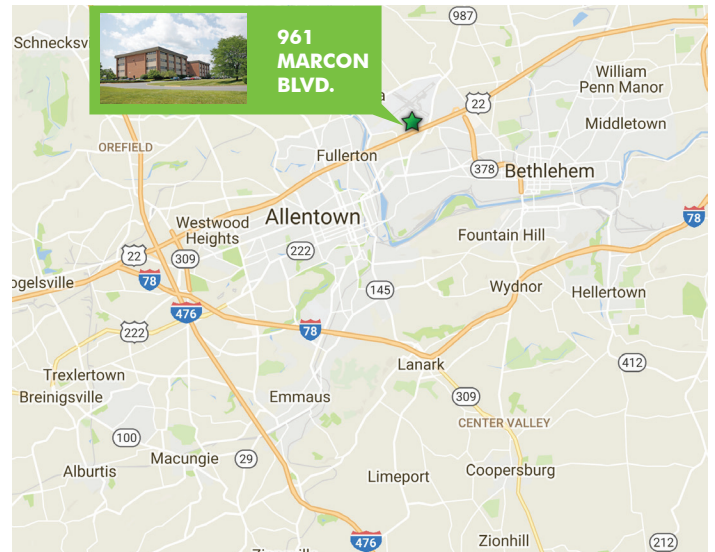 987
Schnecksv
961
MARCON
BLVD.
a
William
Penn Manor
22
Middletown
OREFIELD
Fullerton
378
Bethlehem
Allentown
Westwood
Heights
78
222
Fountain Hill
22
309
ogelsville
78
145
Wydnor
Hellertown
476
78
222
Lanark
412
Trexlertown
Breinigsville
Emmaus
309
CENTER VALLEY
100
Macungie
29
Alburtis
Limeport
Coopersburg
476
Zionhill
212